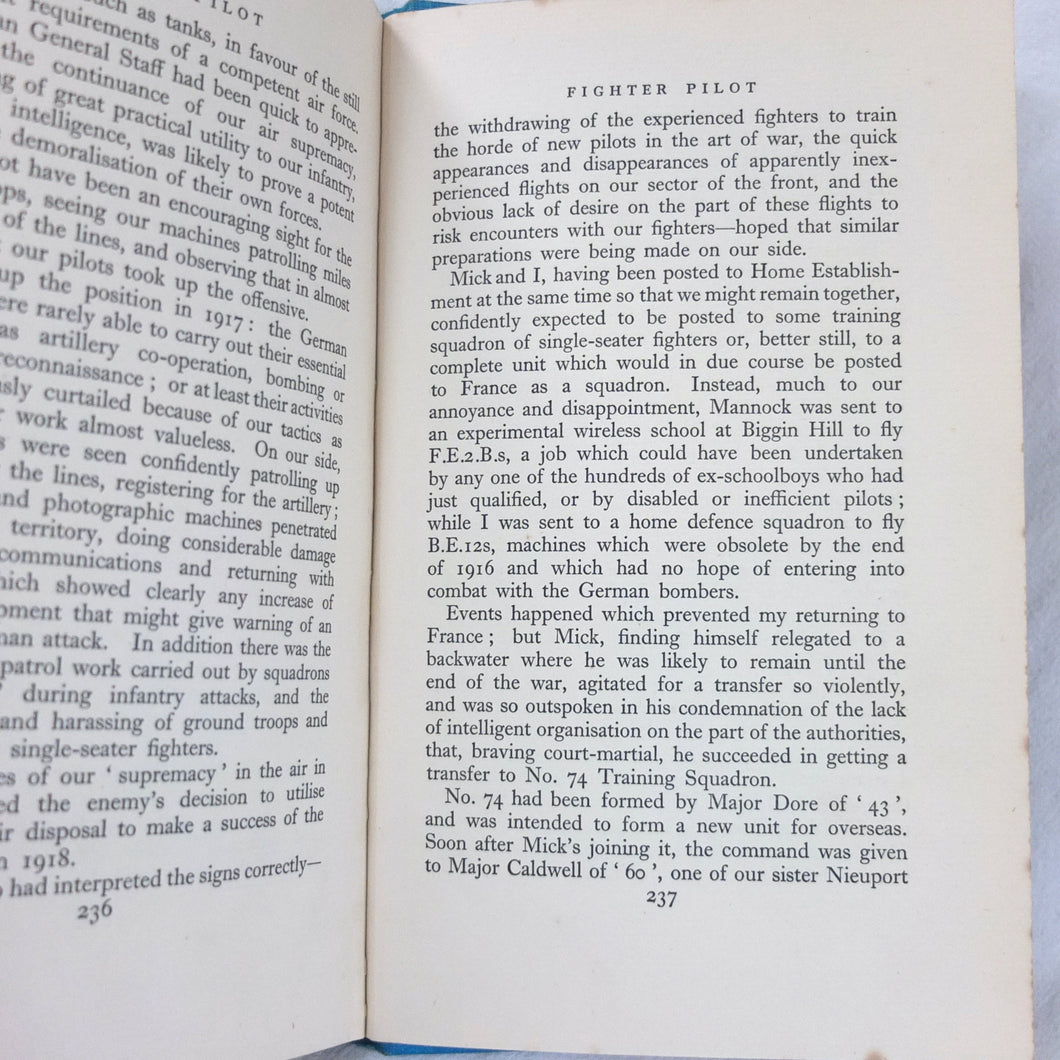 PILOT
as tanks, in favour of the still
requirements of a competent air force.
General Staff had been quick to appre-
the continuance of our air supremacy,
of great practical utility to our infantry,
intelligence, was likely to prove a potent
demoralisation of their own forces.
have been an encouraging sight for the
seeing our machines patrolling miles
of the lines, and observing that in almost
our pilots took up the offensive.
up the position in 1917 : the German
rarely able to carry out their essential
as artillery co-operation, bombing or
reconnaissance ; or at least their activities
curtailed because of our tactics as
work almost valueless. On our side,
were seen confidently patrolling up
the lines, registering for the artillery ;
and photographic machines penetrated
territory, doing considerable damage
communications and returning with
which showed clearly any increase of
that might give warning of an
attack. In addition there was the
patrol work carried out by squadrons
during infantry attacks, and the
and harassing of ground troops and
single-seater fighters.
of our ‘ supremacy ’ in the air in
the enemy’s decision to utilise
disposal to make a success of the
1918.
had interpreted the signs correctly—
236
FIGHTER PILOT
the withdrawing of the experienced fighters to train
the horde of new pilots in the art of war, the quick
appearances and disappearances of apparently inex-
perienced flights on our sector of the front, and the
obvious lack of desire on the part of these flights to
risk encounters with our fighters—hoped that similar
preparations were being made on our side.
Mick and I, having been posted to Home Establish-
ment at the same time so that we might remain together,
confidently expected to be posted to some training
squadron of single-seater fighters or, better still, to a
complete unit which would in due course be posted
to France as a squadron. Instead, much to our
annoyance and disappointment, Mannock was sent to
an experimental wireless school at Biggin Hill to fly
F.E.2.B.s, a job which could have been undertaken
by any one of the hundreds of ex-schoolboys who had
just qualified, or by disabled or inefficient pilots ;
while I was sent to a home defence squadron to fly
B.E.12s, machines which were obsolete by the end
of 1916 and which had no hope of entering into
combat with the German bombers.
Events happened which prevented my returning to
France ; but Mick, finding himself relegated to a
backwater where he was likely to remain until the
end of the war, agitated for a transfer so violently,
and was so outspoken in his condemnation of the lack
of intelligent organisation on the part of the authorities,
that, braving court-martial, he succeeded in getting a
transfer to No. 74 Training Squadron.
No. 74 had been formed by Major Dore of ‘ 43 ’,
and was intended to form a new unit for overseas.
Soon after Mick’s joining it, the command was given
to Major Caldwell of ‘ 60 ’, one of our sister Nieuport
237